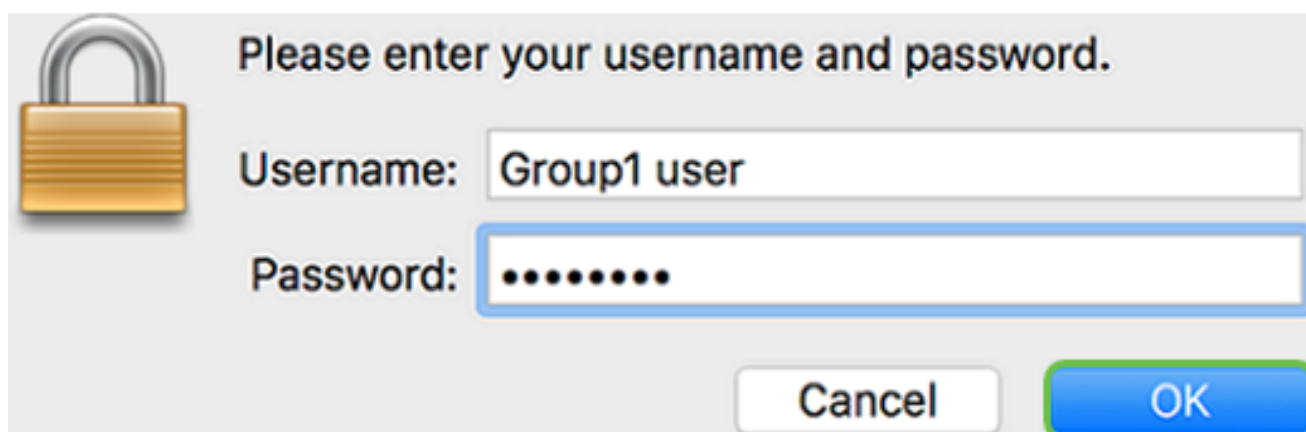 Please enter your username and password.
Username: Group1 user
Password: ••••••••
Cancel OK